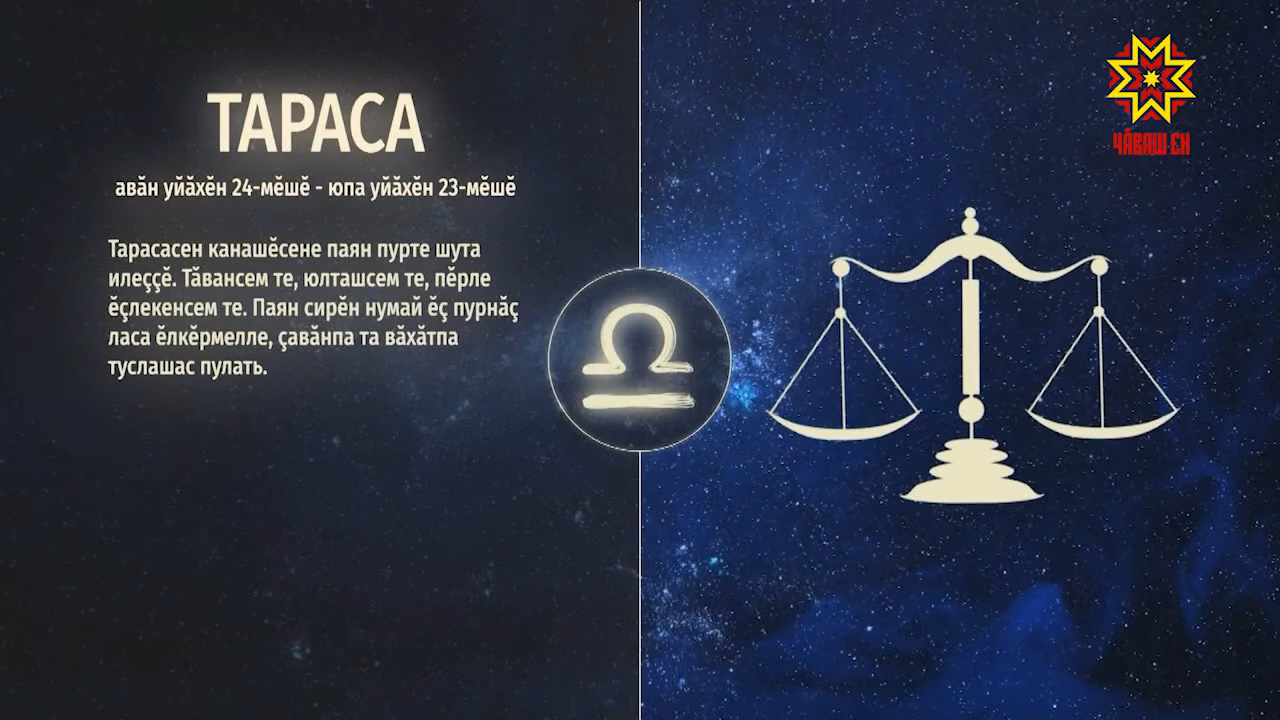 ТАРАСА
авӑн уйӑхӗн 24-мӗшӗ - юпа уйӑхӗн 23-мӗшӗ
Тарасасен канашӗсене паян пурте шута
илеҫҫӗ. Тӑвансем те, юлташсем те, пӗрле
ӗҫлекенсем те. Паян сирӗн нумай ӗҫ пурнӑҫ
ласа ӗлкӗрмелле, ҫавӑнпа та вӑхӑтпа
туслашас пулать.
ЧӐВАШ ЕН